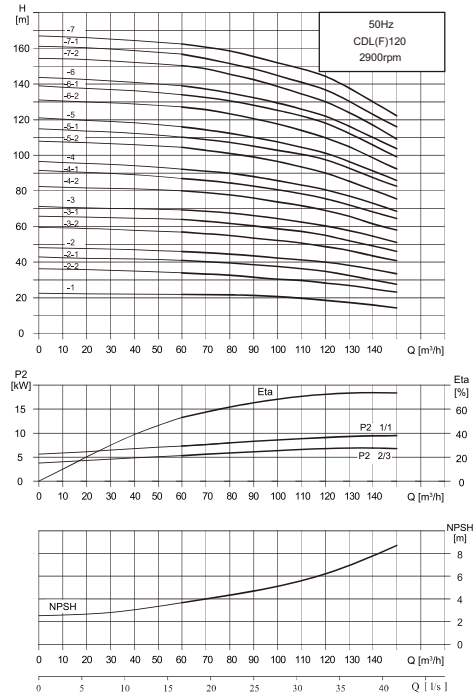 H
[m]
50Hz
CDL(F)120
2900rpm
160
140
120
100
80
60
40
20
0
-7
-7-1
-7-2
-6
-6-1
-6-2
-5
-5-1
-5-2
-4
-4-1
-4-2
-3
-3-1
-3-2
-2
-2-1
-2-2
-1
0 10 20 30 40 50 60 70 80 90 100 110 120 130 140
Q [m³/h]
P2
[kW]
Eta
[%]
15
10
5
0
60
40
20
0
Eta
P2 1/1
P2 2/3
0 10 20 30 40 50 60 70 80 90 100 110 120 130 140
Q [m³/h]
NPSH
[m]
8
6
4
2
0
NPSH
0 10 20 30 40 50 60 70 80 90 100 110 120 130 140 Q [m³/h]
0 5 10 15 20 25 30 35 40 Q [ l/s ]